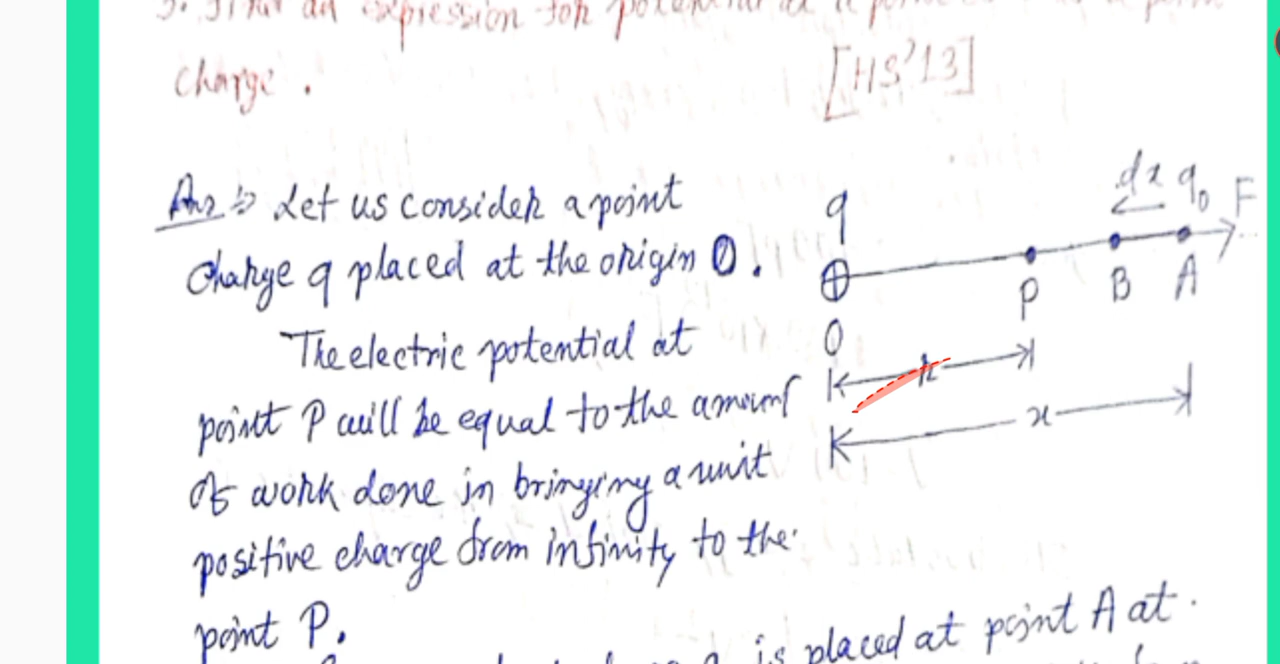 an expression for potential at a point
charge. [HS'13]
Ans ⇒ Let us consider a point
charge q placed at the origin O.
The electric potential at
point P will be equal to the amount
of work done in bringing a unit
positive charge from infinity to the
point P.
is placed at point A at
q
dx q₀ F
P B A
O
r
x